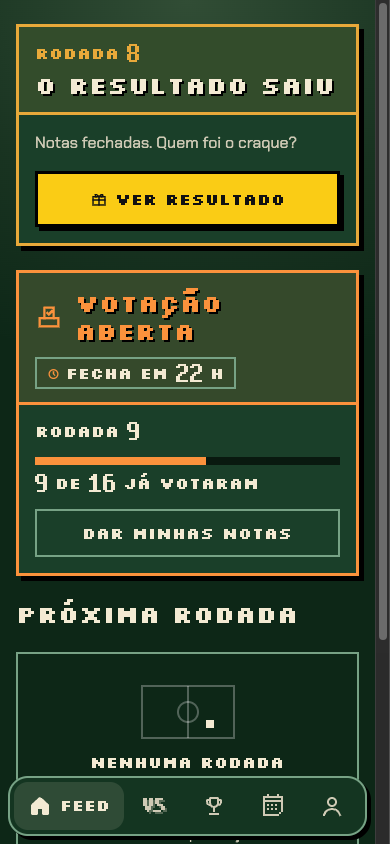 RODADA 8
O RESULTADO SAIU
Notas fechadas. Quem foi o craque?
VER RESULTADO
VOTAÇÃO
ABERTA
FECHA EM 22 H
RODADA 9
9 DE 16 JÁ VOTARAM
DAR MINHAS NOTAS
PRÓXIMA RODADA
NENHUMA RODADA
FEED
VS